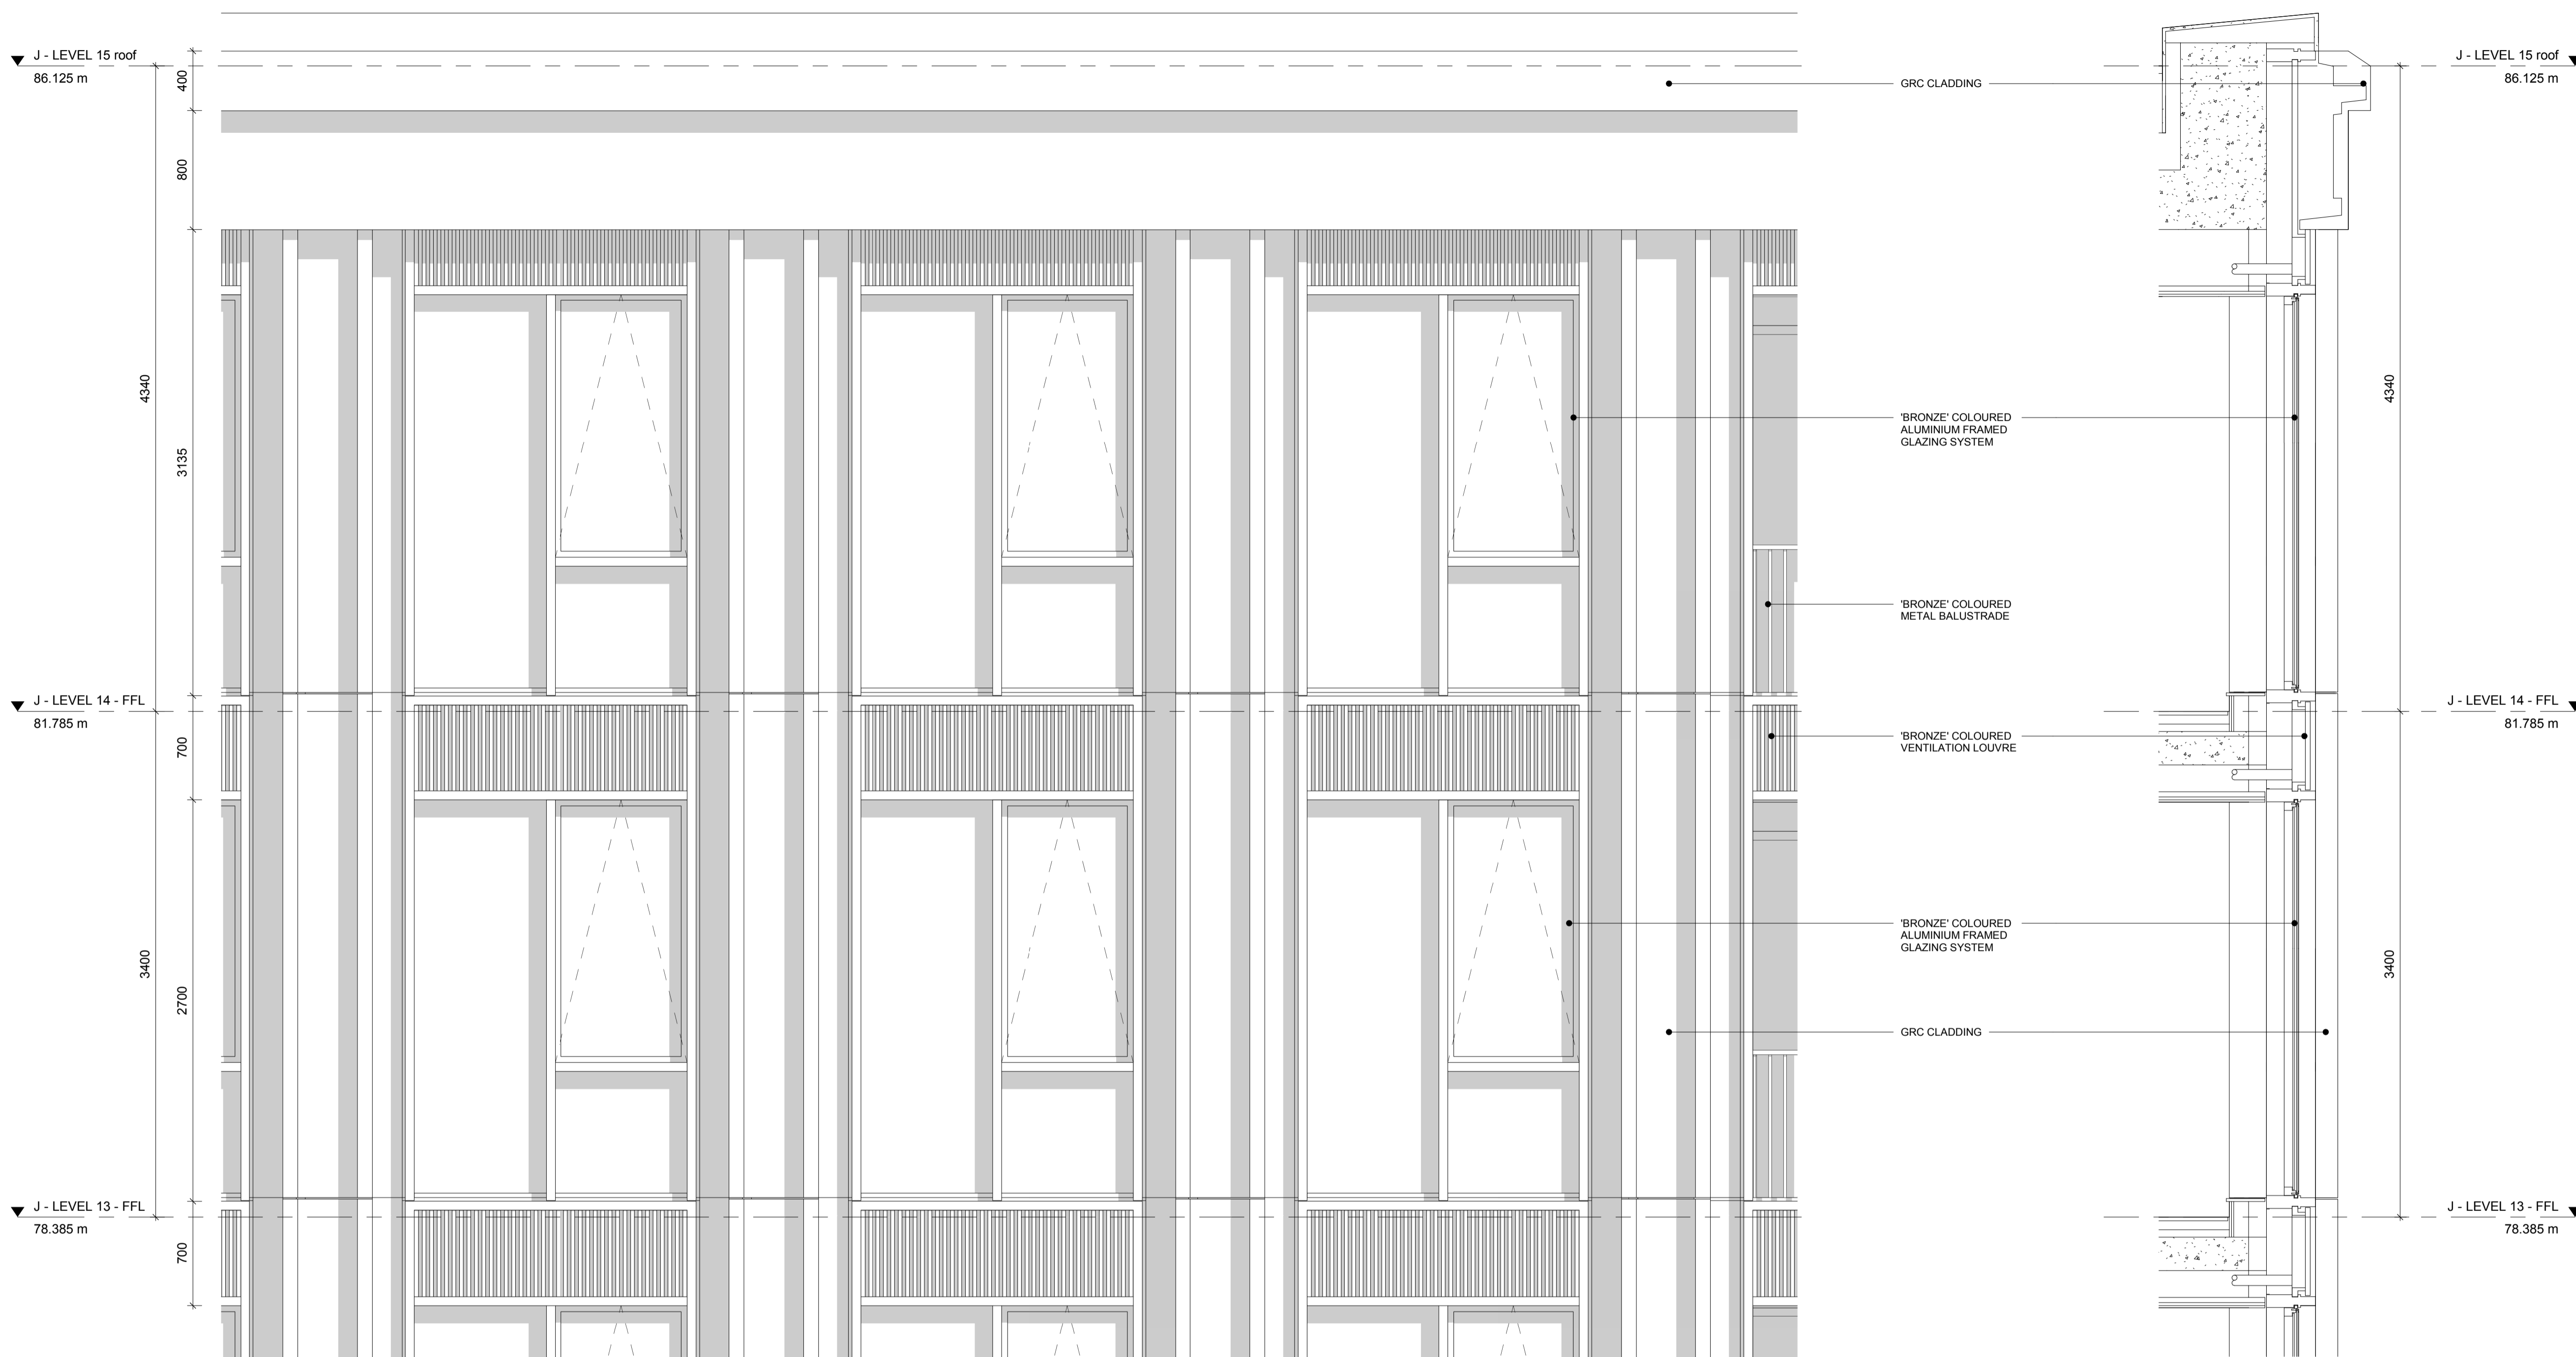 J - LEVEL 15 roof
86.125 m
400
800
4340
3135
J - LEVEL 14 - FFL
81.785 m
700
3400
2700
J - LEVEL 13 - FFL
78.385 m
700
GRC CLADDING
'BRONZE' COLOURED
ALUMINIUM FRAMED
GLAZING SYSTEM
'BRONZE' COLOURED
METAL BALUSTRADE
'BRONZE' COLOURED
VENTILATION LOUVRE
'BRONZE' COLOURED
ALUMINIUM FRAMED
GLAZING SYSTEM
GRC CLADDING
J - LEVEL 15 roof
86.125 m
4340
J - LEVEL 14 - FFL
81.785 m
3400
J - LEVEL 13 - FFL
78.385 m